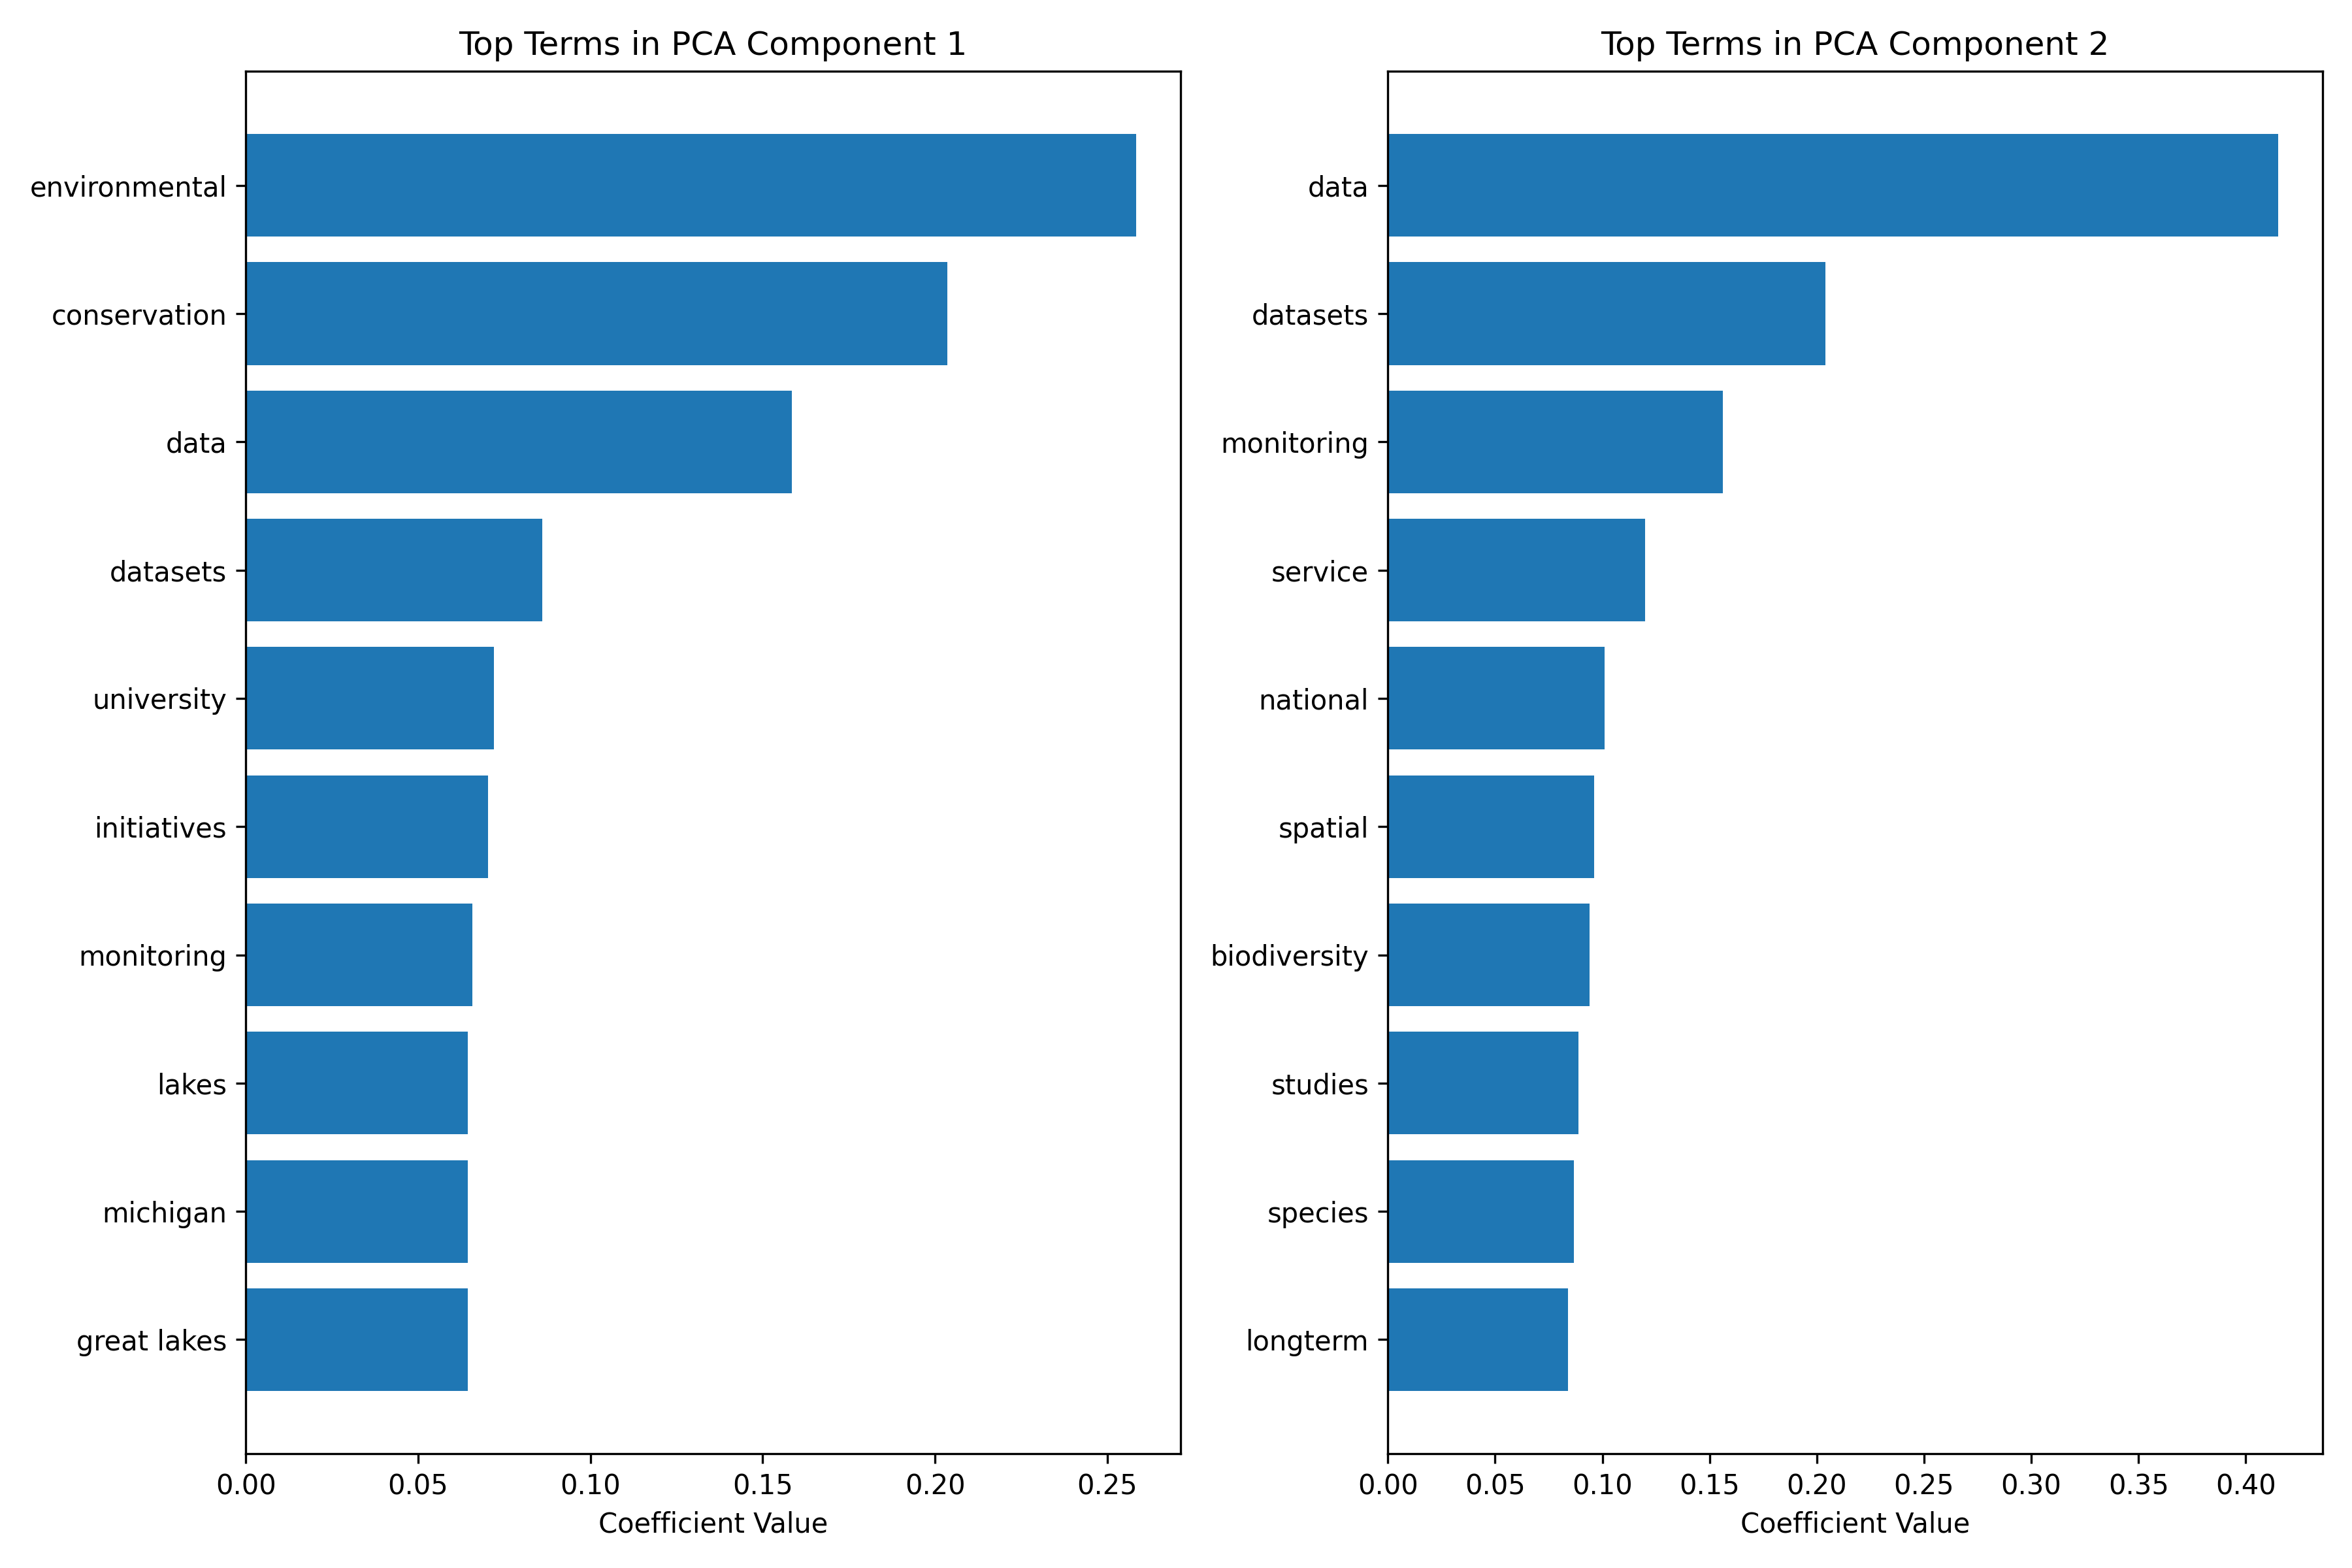 Top Terms in PCA Component 1
environmental
conservation
data
datasets
university
initiatives
monitoring
lakes
michigan
great lakes
0.00 0.05 0.10 0.15 0.20 0.25
Coefficient Value
Top Terms in PCA Component 2
data
datasets
monitoring
service
national
spatial
biodiversity
studies
species
longterm
0.00 0.05 0.10 0.15 0.20 0.25 0.30 0.35 0.40
Coefficient Value